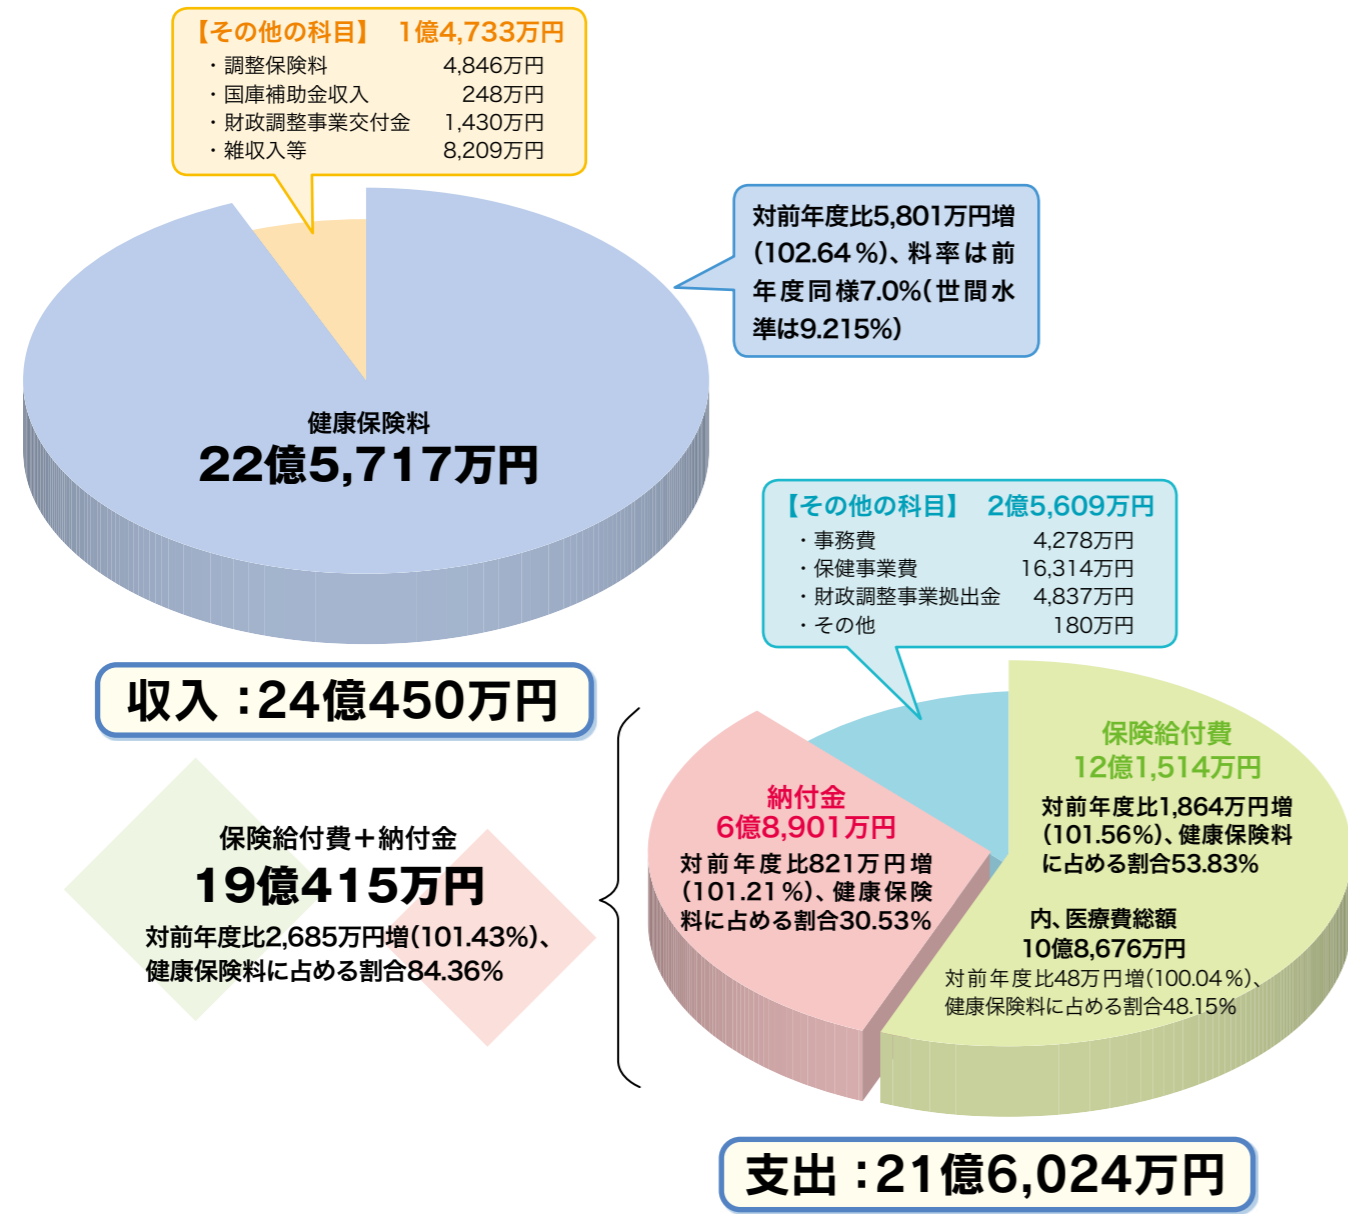 【その他の科目】 1億4,733万円
・調整保険料 4,846万円
・国庫補助金収入 248万円
・財政調整事業交付金 1,430万円
・雑収入等 8,209万円
対前年度比5,801万円増
(102.64%)、料率は前
年度同様7.0%(世間水
準は9.215%)
健康保険料
22億5,717万円
収入：24億450万円
【その他の科目】 2億5,609万円
・事務費 4,278万円
・保健事業費 16,314万円
・財政調整事業拠出金 4,837万円
・その他 180万円
保険給付費
12億1,514万円
対前年度比1,864万円増
(101.56%)、健康保険料
に占める割合53.83%
内、医療費総額
10億8,676万円
対前年度比48万円増(100.04%)、
健康保険料に占める割合48.15%
納付金
6億8,901万円
対前年度比821万円増
(101.21%)、健康保険
料に占める割合30.53%
保険給付費＋納付金
19億415万円
対前年度比2,685万円増(101.43%)、
健康保険料に占める割合84.36%
支出：21億6,024万円